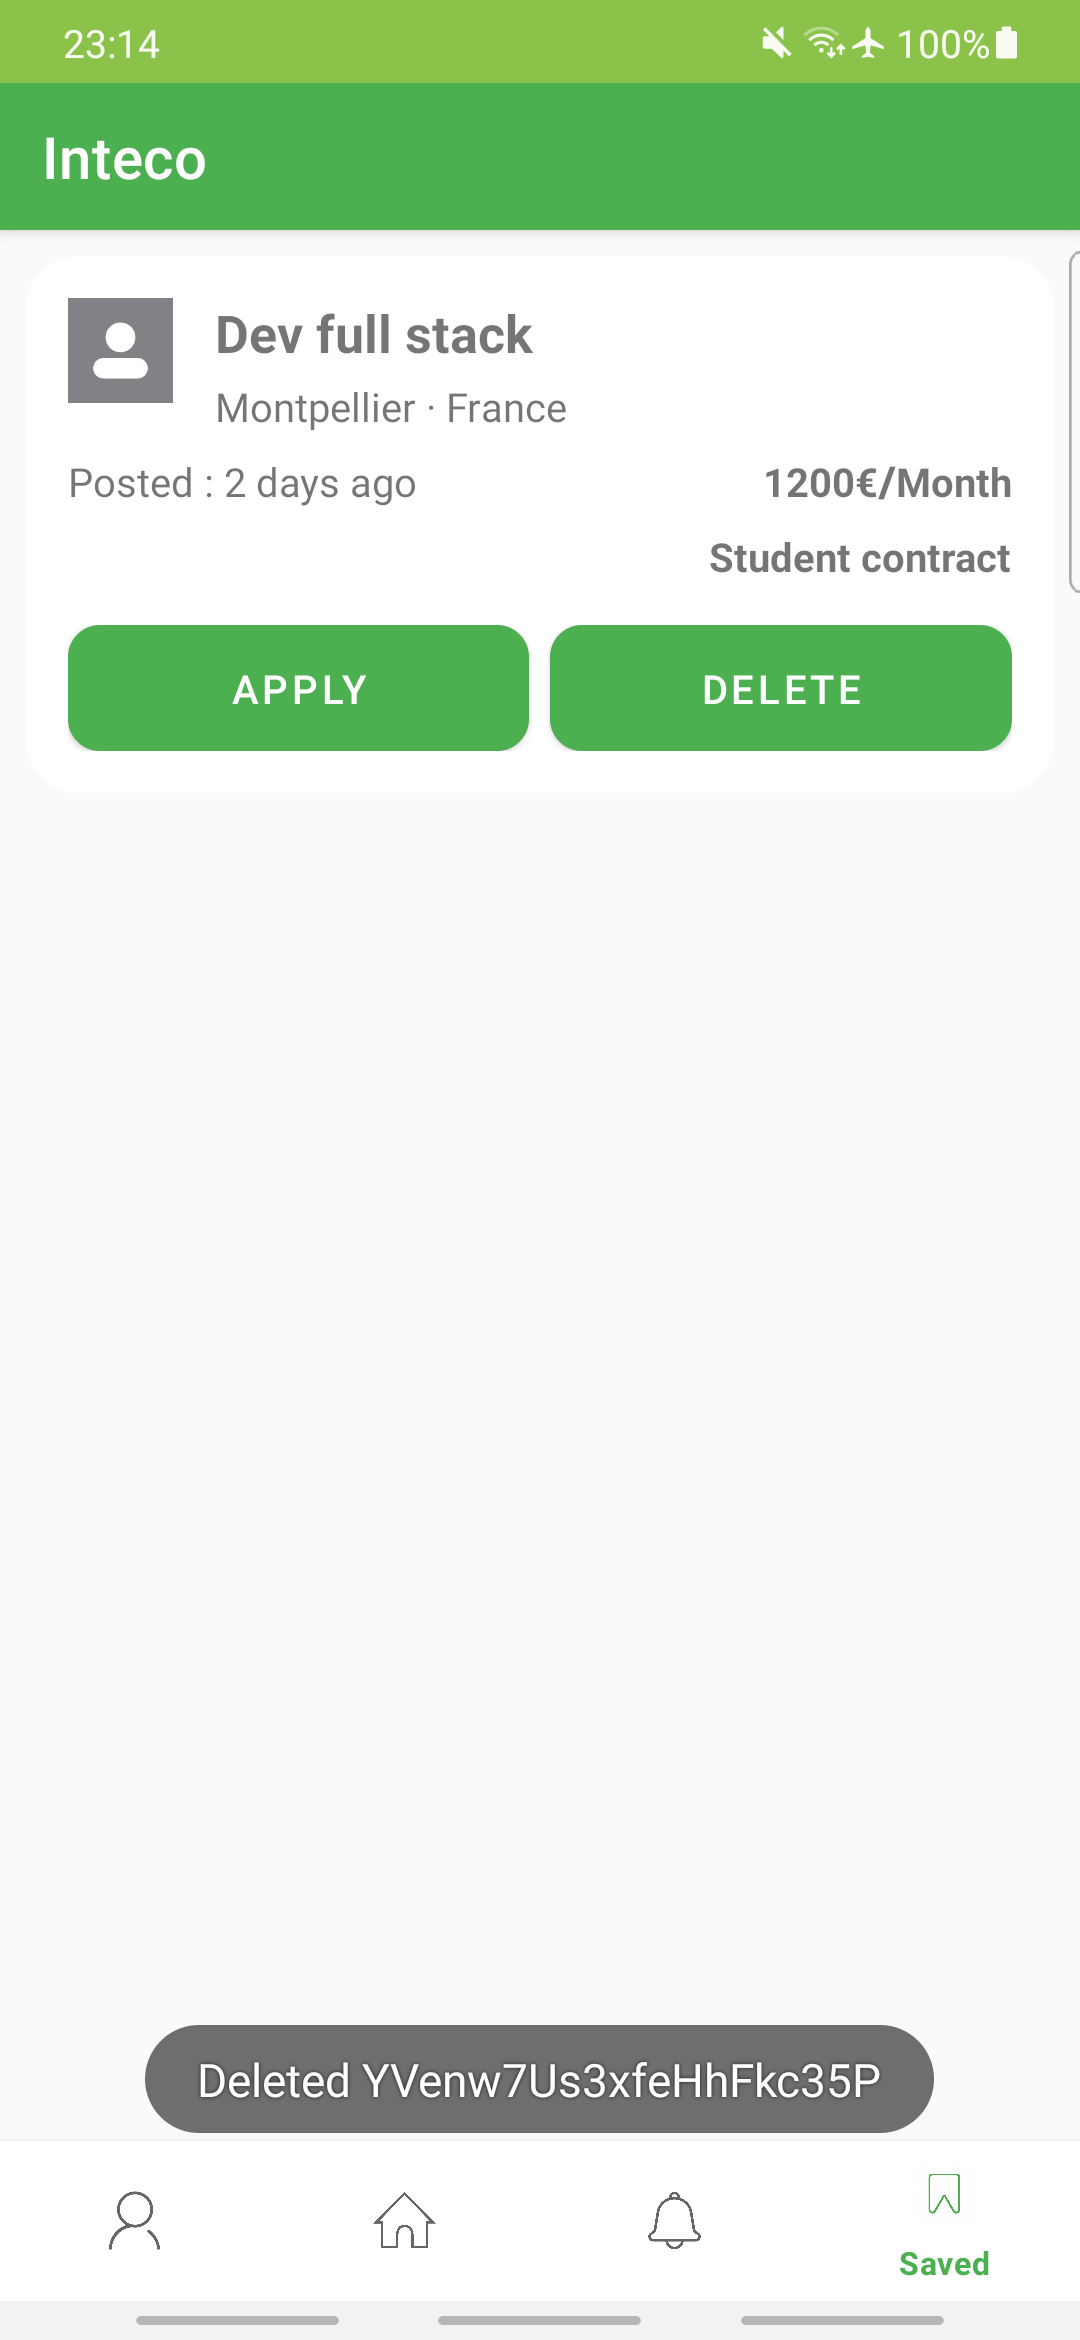 23:14
100%
Inteco
Dev full stack
Montpellier · France
Posted : 2 days ago
1200€/Month
Student contract
APPLY
DELETE
Deleted YVenw7Us3xfeHhFkc35P
Saved